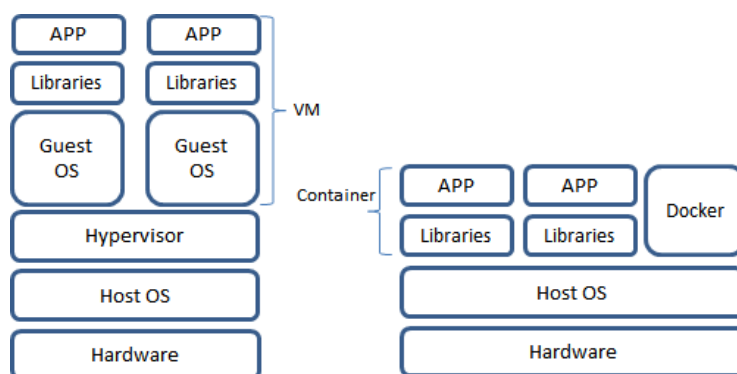 APP
APP
Libraries
Libraries
VM
Guest
OS
Guest
OS
Hypervisor
Host OS
Hardware
Container
APP
APP
Docker
Libraries
Libraries
Host OS
Hardware